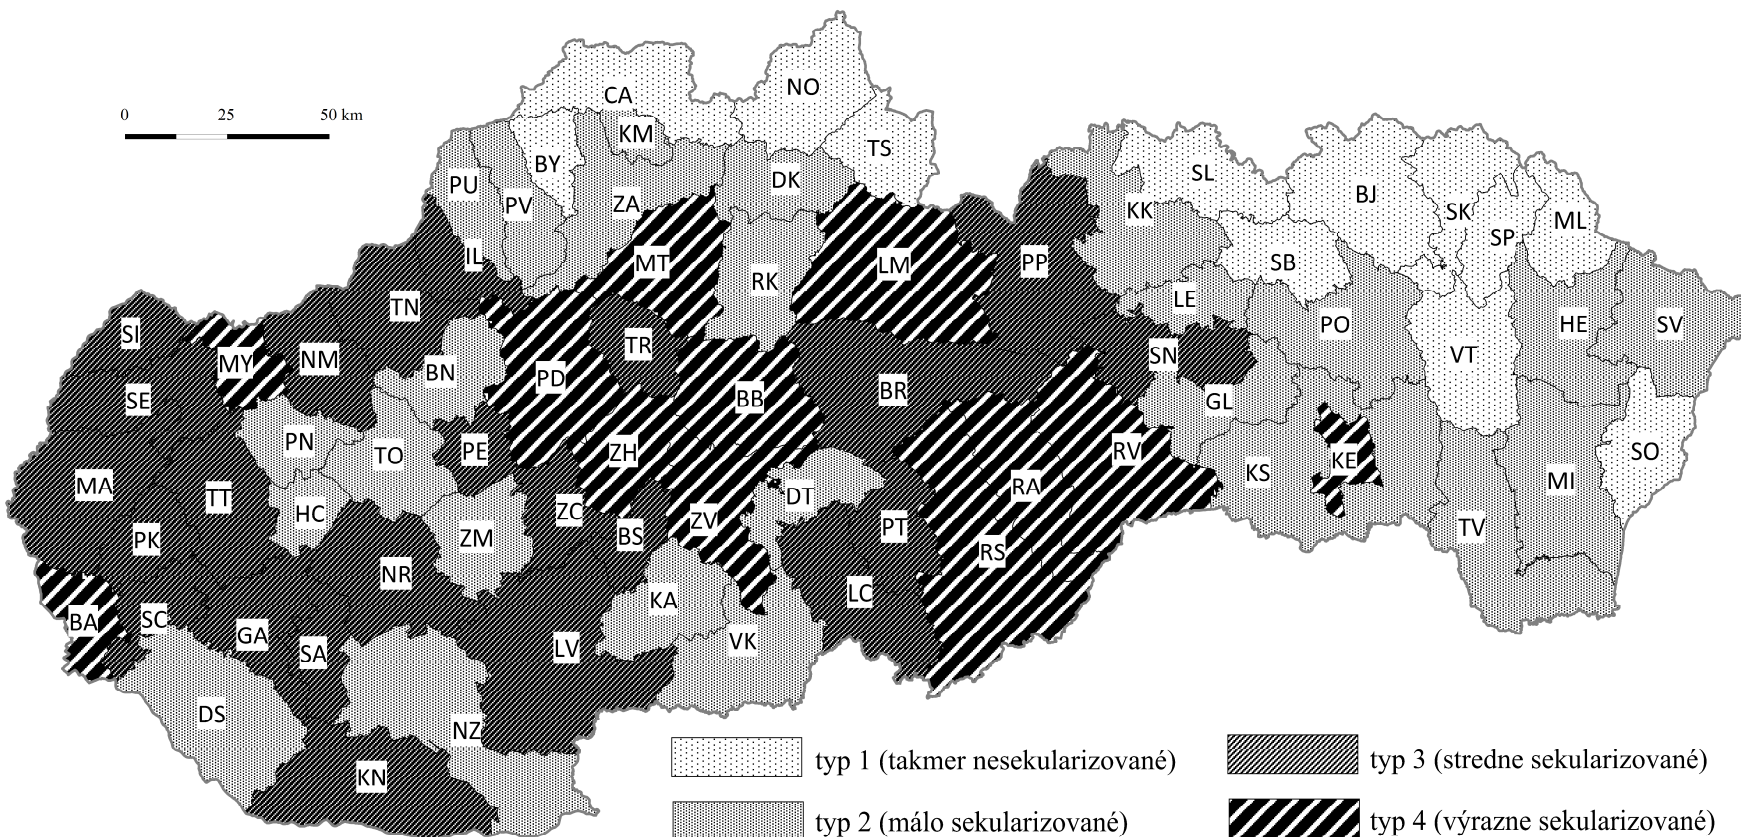 NO
CA
0 25 50 km
KM
TS
BY
DK
SL
PU
ZA
BJ
PV
KK
SK
ML
SP
IL
MT
LM
PP
SB
RK
LE
TN
SI
PO
HE
SV
TR
SN
VT
MY
NM
BN
PD
BR
SE
BB
GL
PN
TO
PE
ZH
RV
SO
KE
MA
TT
RA
KS
MI
DT
HC
ZC
PK
ZM
BS
ZV
PT
TV
RS
NR
LC
KA
BA
SC
GA
VK
SA
LV
DS
NZ
KN
typ 1 (takmer nesekularizované)
typ 3 (stredne sekularizované)
typ 2 (málo sekularizované)
typ 4 (výrazne sekularizované)